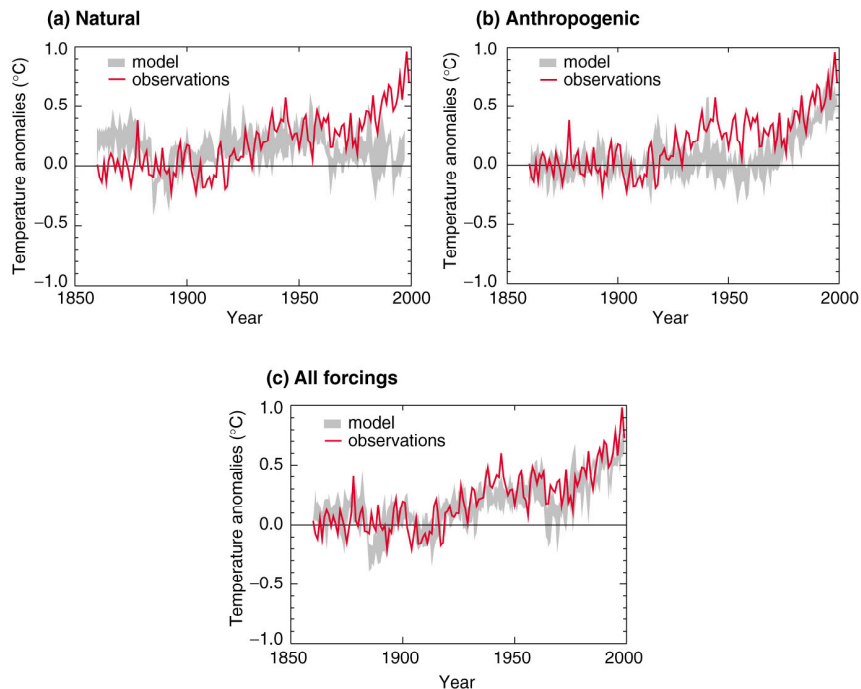 (a) Natural
Temperature anomalies (°C)
1.0
0.5
0.0
−0.5
−1.0
model
observations
1850
1900
1950
2000
Year
(b) Anthropogenic
Temperature anomalies (°C)
1.0
0.5
0.0
−0.5
−1.0
model
observations
1850
1900
1950
2000
Year
(c) All forcings
Temperature anomalies (°C)
1.0
0.5
0.0
−0.5
−1.0
model
observations
1850
1900
1950
2000
Year